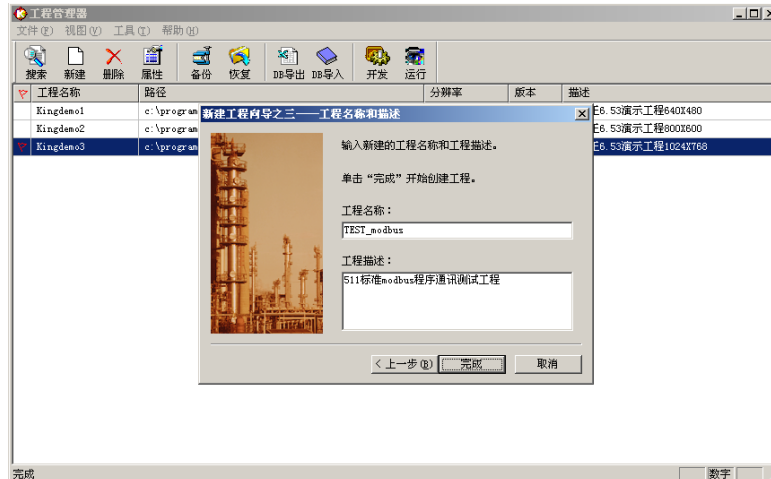 工程管理器
文件(F) 视图(V) 工具(T) 帮助(H)
搜索 新建 删除 属性 备份 恢复 DB导出 DB导入 开发 运行
工程名称 路径 分辨率 版本 描述
Kingdemo1 c:\program 6.53演示工程640X480
Kingdemo2 c:\program 6.53演示工程800X600
Kingdemo3 c:\program 6.53演示工程1024X768
新建工程向导之三——工程名称和描述
输入新建的工程名称和工程描述。
单击“完成”开始创建工程。
工程名称：
TEST_modbus
工程描述：
511标准modbus程序通讯测试工程
< 上一步(B) 完成 取消
完成 数字